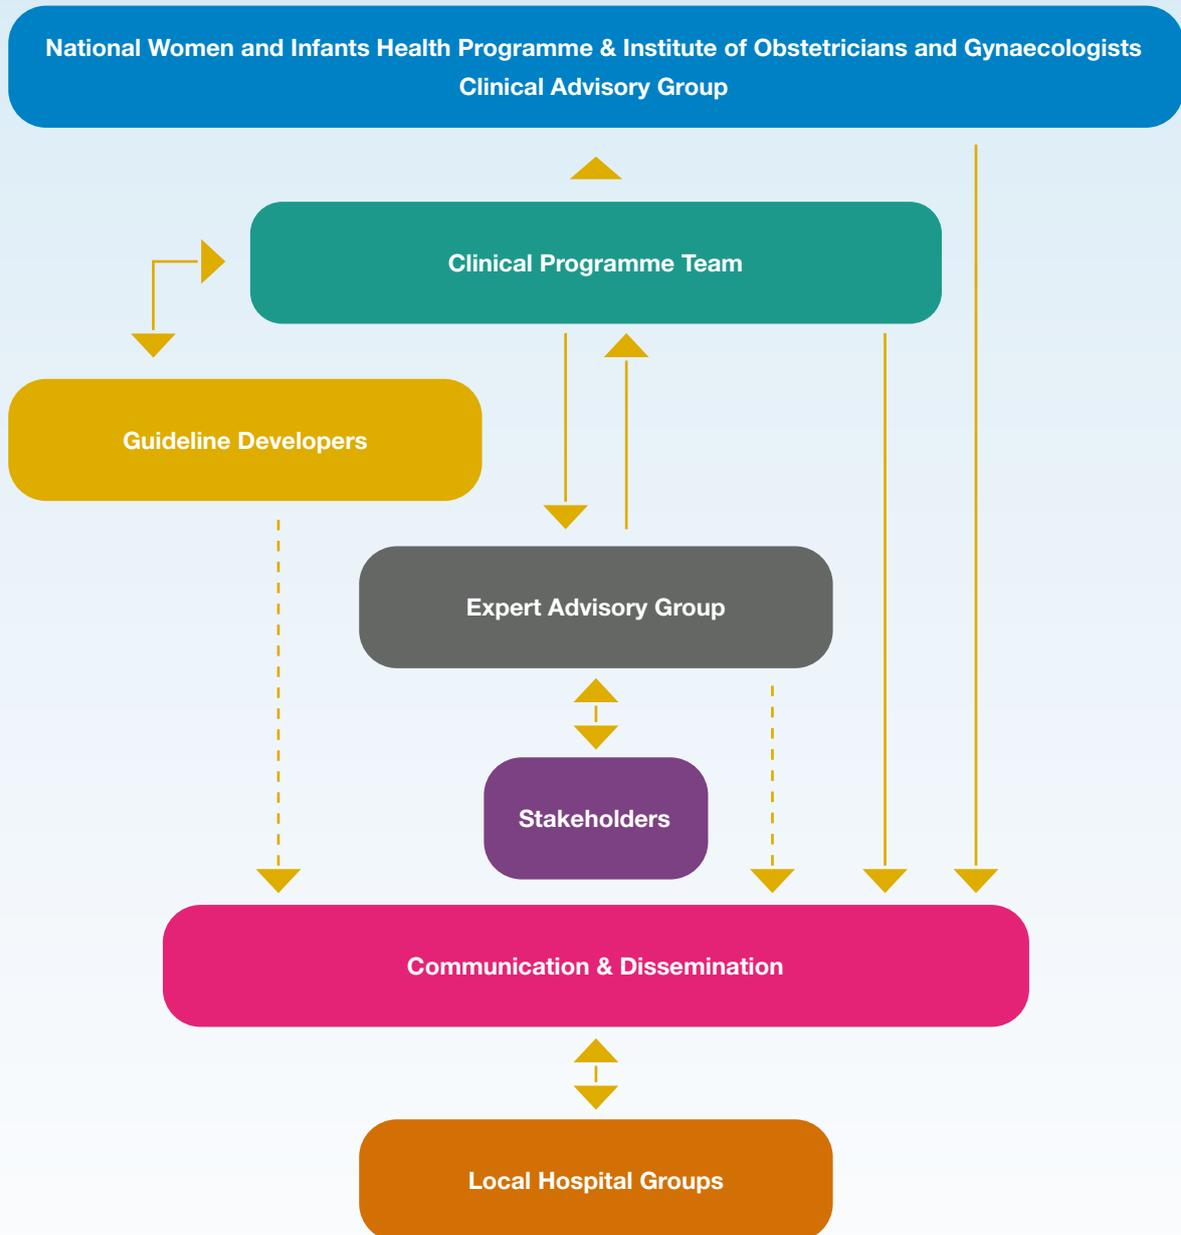 National Women and Infants Health Programme & Institute of Obstetricians and Gynaecologists
Clinical Advisory Group
Clinical Programme Team
Guideline Developers
Expert Advisory Group
Stakeholders
Communication & Dissemination
Local Hospital Groups